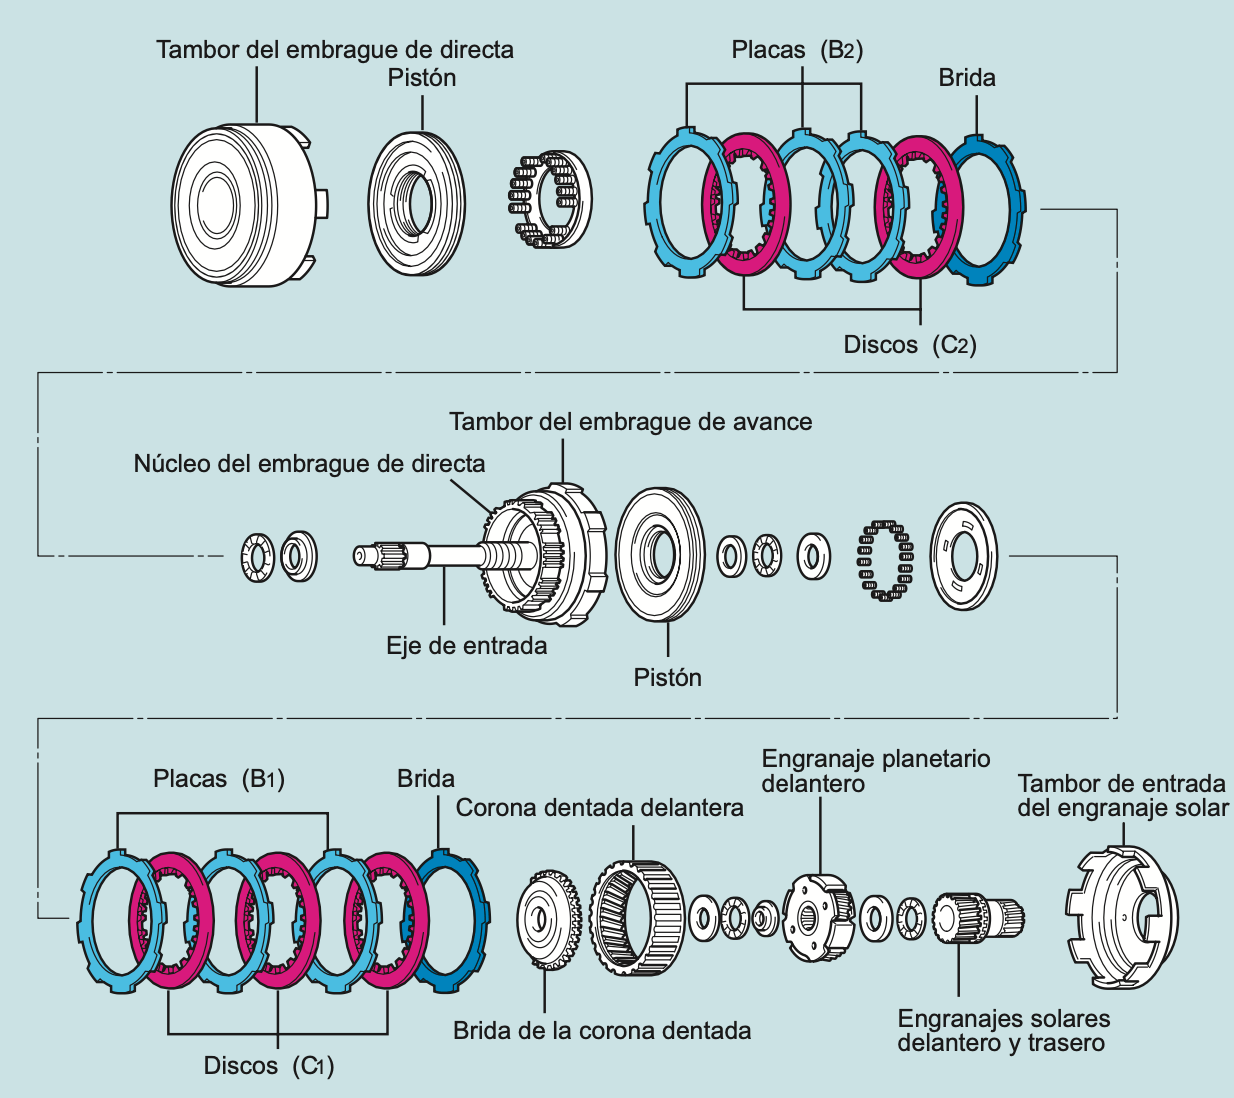 Tambor del embrague de directa
Pistón
Placas (B2)
Brida
Discos (C2)
Tambor del embrague de avance
Núcleo del embrague de directa
Eje de entrada
Pistón
Placas (B1)
Brida
Corona dentada delantera
Engranaje planetario
delantero
Tambor de entrada
del engranaje solar
Discos (C1)
Brida de la corona dentada
Engranajes solares
delantero y trasero